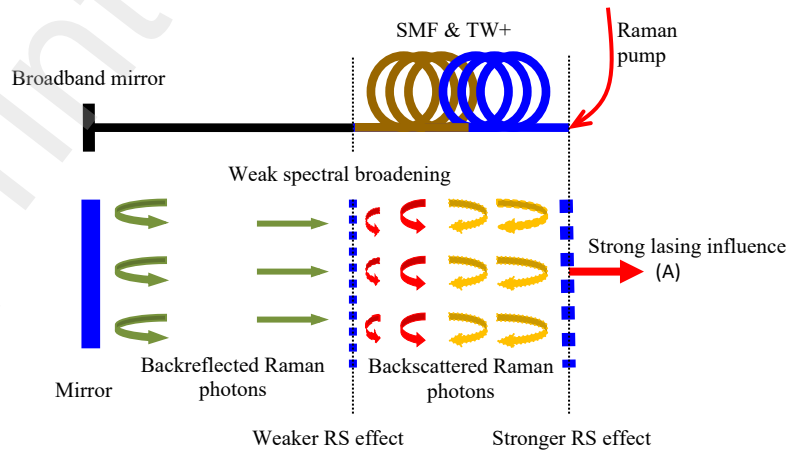 SMF & TW+
Raman
pump
Broadband mirror
Weak spectral broadening
Strong lasing influence
(A)
Backreflected Raman
photons
Backscattered Raman
photons
Mirror
Weaker RS effect
Stronger RS effect